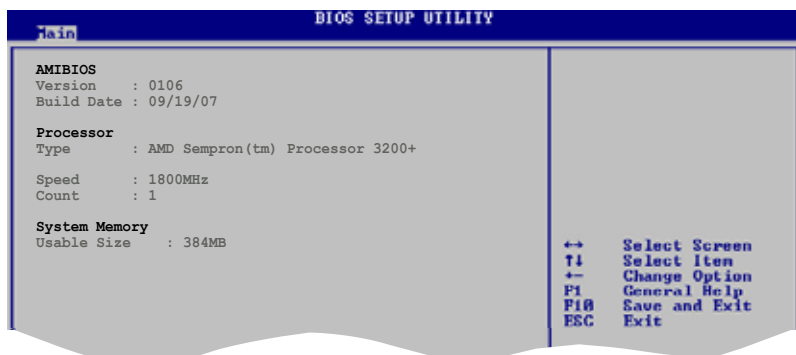 BIOS SETUP UTILITY
Main
AMIBIOS
Version : 0106
Build Date : 09/19/07
Processor
Type : AMD Sempron(tm) Processor 3200+
Speed : 1800MHz
Count : 1
System Memory
Usable Size : 384MB
←→ Select Screen
↑↓ Select Item
+- Change Option
F1 General Help
F10 Save and Exit
ESC Exit